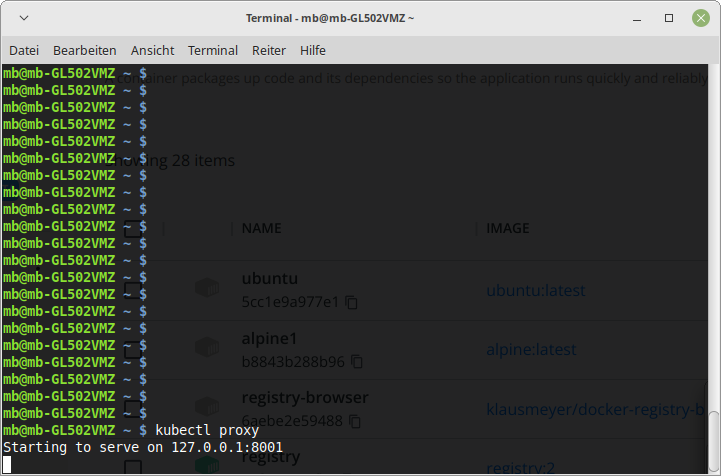 Terminal - mb@mb-GL502VMZ ~
Datei Bearbeiten Ansicht Terminal Reiter Hilfe
mb@mb-GL502VMZ ~ $
container packages up code and its dependencies so the application runs quickly and reliably
mb@mb-GL502VMZ ~ $
mb@mb-GL502VMZ ~ $
mb@mb-GL502VMZ ~ $
mb@mb-GL502VMZ ~ $
mb@mb-GL502VMZ ~ $
Showing 28 items
mb@mb-GL502VMZ ~ $
mb@mb-GL502VMZ ~ $
mb@mb-GL502VMZ ~ $
mb@mb-GL502VMZ ~ $
NAME IMAGE
mb@mb-GL502VMZ ~ $
mb@mb-GL502VMZ ~ $
mb@mb-GL502VMZ ~ $
ubuntu
mb@mb-GL502VMZ ~ $
ubuntu:latest
5cc1e9a977e1
mb@mb-GL502VMZ ~ $
mb@mb-GL502VMZ ~ $
mb@mb-GL502VMZ ~ $
alpine1
alpine:latest
mb@mb-GL502VMZ ~ $
b8843b288b96
mb@mb-GL502VMZ ~ $
mb@mb-GL502VMZ ~ $
registry-browser
mb@mb-GL502VMZ ~ $
klausmeyer/docker-registry-b
6aebe2e59488
mb@mb-GL502VMZ ~ $ kubectl proxy
Starting to serve on 127.0.0.1:8001
registry
registry:2